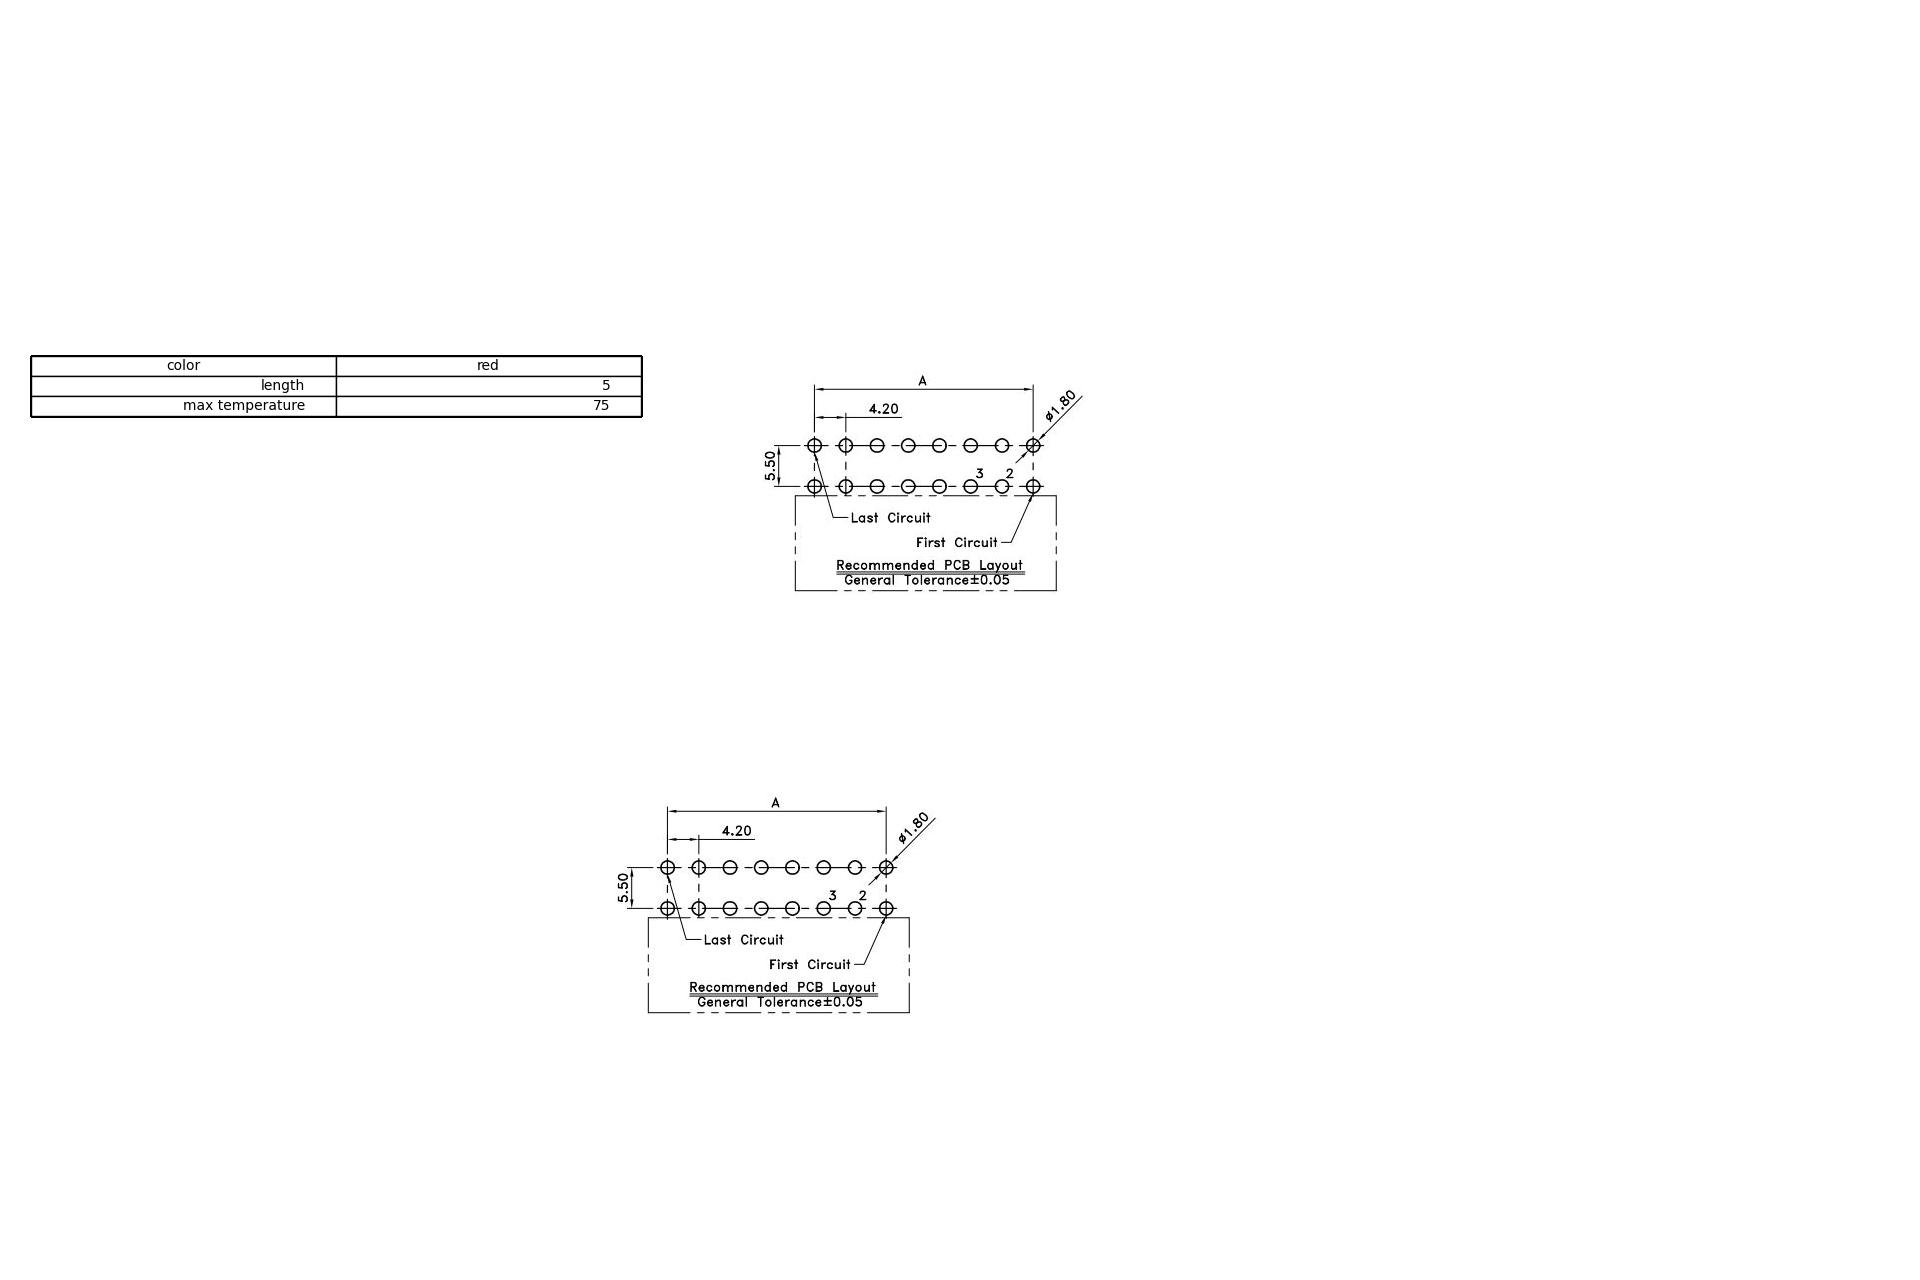 color red
length 5
max temperature 75
A
4.20
ø1.80
5.50
3 2
Last Circuit
First Circuit
Recommended PCB Layout
General Tolerance±0.05
A
4.20
ø1.80
5.50
3 2
Last Circuit
First Circuit
Recommended PCB Layout
General Tolerance±0.05